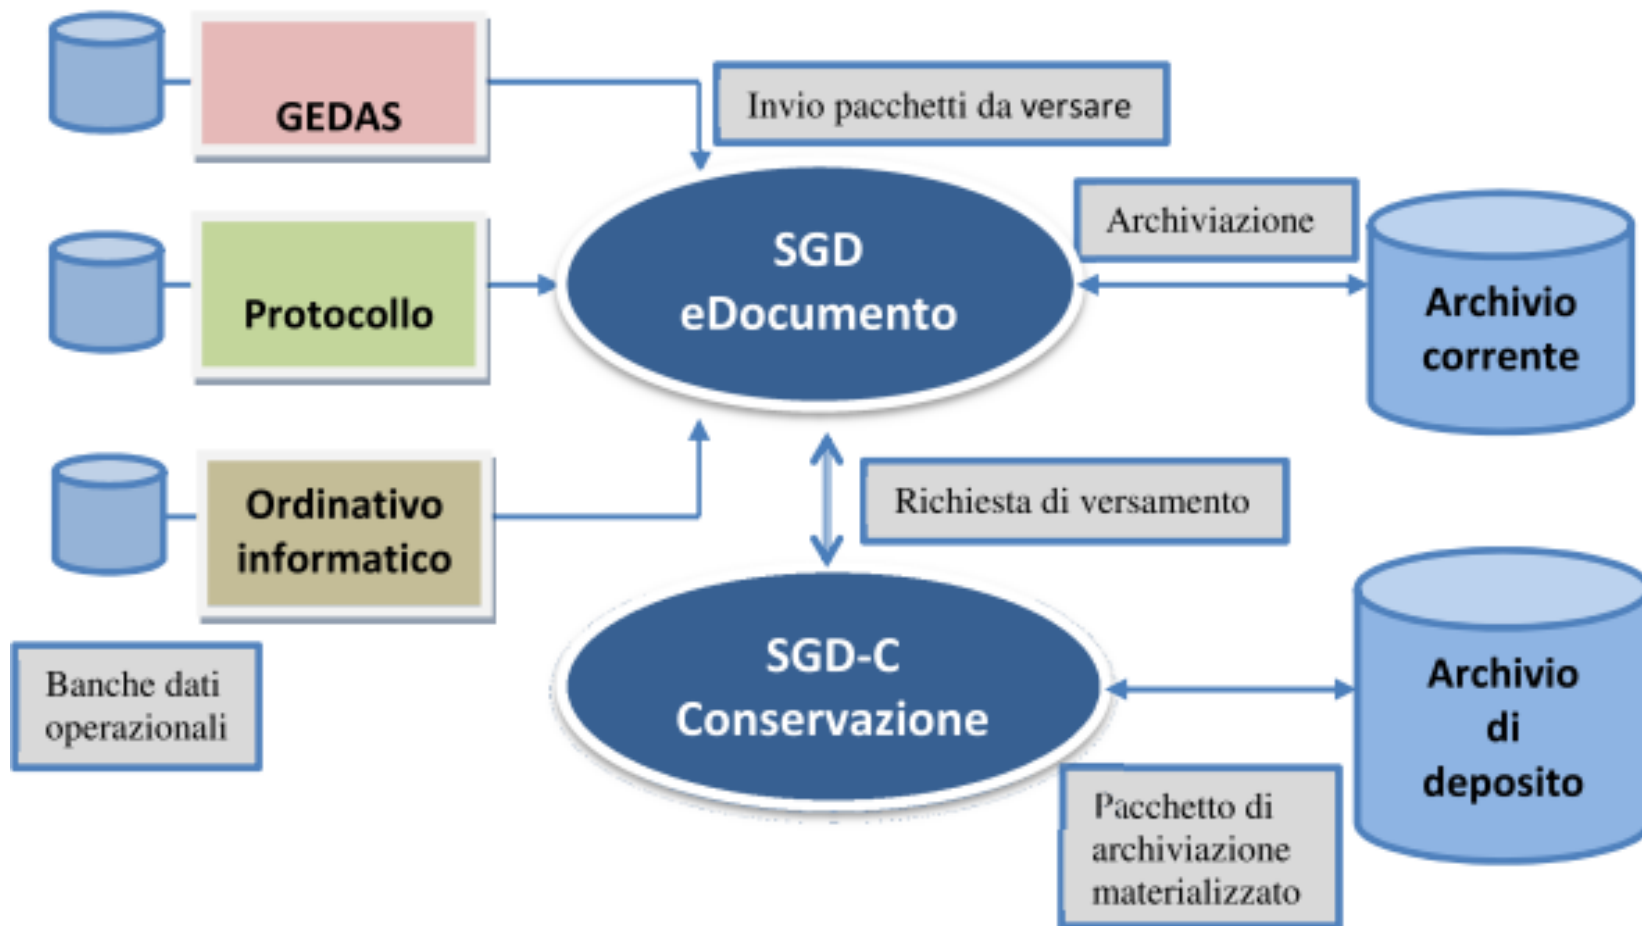 GEDAS
Invio pacchetti da versare
Archiviazione
SGD
eDocumento
Protocollo
Archivio
corrente
Ordinativo
informatico
Richiesta di versamento
Banche dati
operazionali
SGD-C
Conservazione
Archivio
di
deposito
Pacchetto di
archiviazione
materializzato